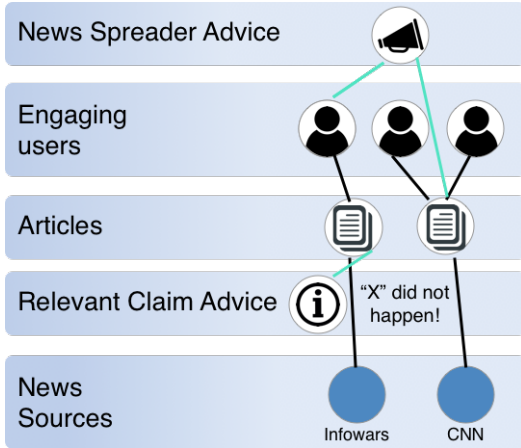 News Spreader Advice
Engaging
users
Articles
Relevant Claim Advice
“X” did not
happen!
News
Sources
Infowars
CNN